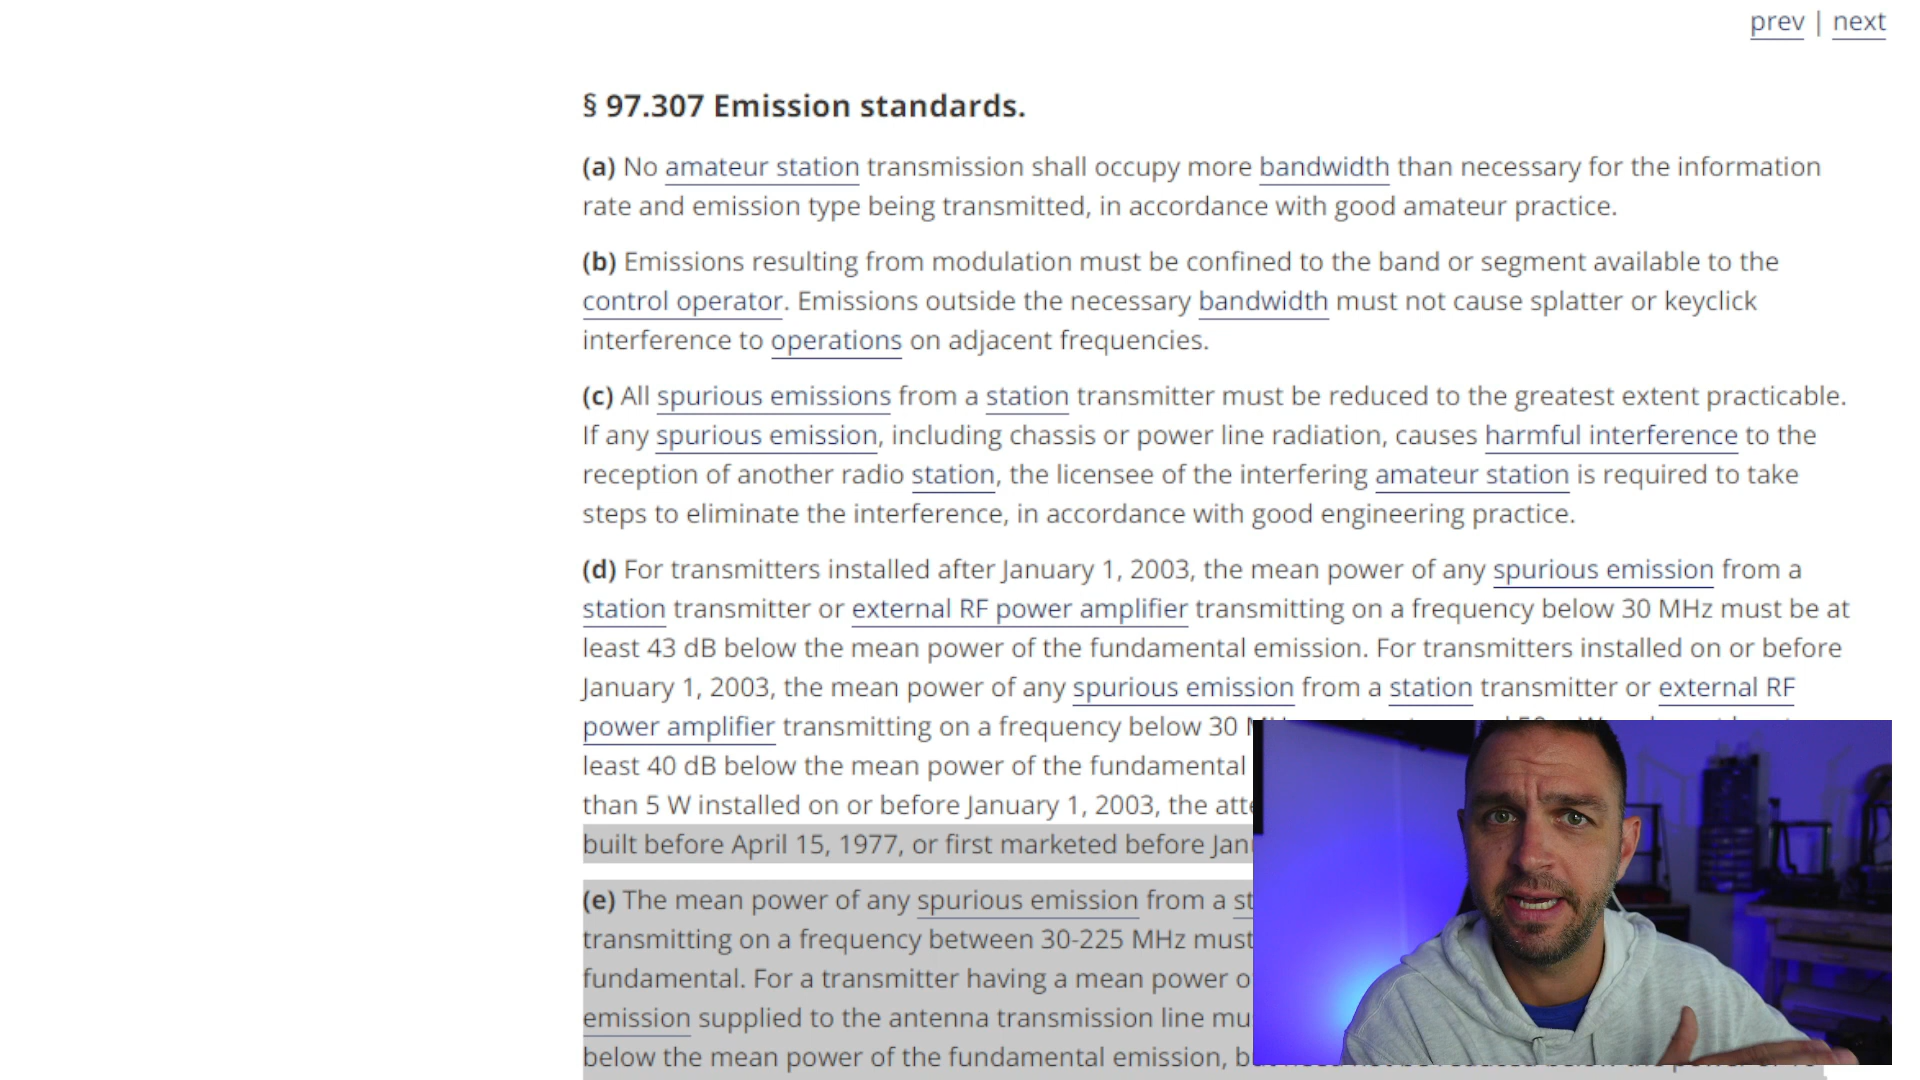 prev | next
§ 97.307 Emission standards.
(a) No amateur station transmission shall occupy more bandwidth than necessary for the information
rate and emission type being transmitted, in accordance with good amateur practice.
(b) Emissions resulting from modulation must be confined to the band or segment available to the
control operator. Emissions outside the necessary bandwidth must not cause splatter or keyclick
interference to operations on adjacent frequencies.
(c) All spurious emissions from a station transmitter must be reduced to the greatest extent practicable.
If any spurious emission, including chassis or power line radiation, causes harmful interference to the
reception of another radio station, the licensee of the interfering amateur station is required to take
steps to eliminate the interference, in accordance with good engineering practice.
(d) For transmitters installed after January 1, 2003, the mean power of any spurious emission from a
station transmitter or external RF power amplifier transmitting on a frequency below 30 MHz must be at
least 43 dB below the mean power of the fundamental emission. For transmitters installed on or before
January 1, 2003, the mean power of any spurious emission from a station transmitter or external RF
power amplifier transmitting on a frequency below 30
least 40 dB below the mean power of the fundamental
than 5 W installed on or before January 1, 2003, the
built before April 15, 1977, or first marketed before
(e) The mean power of any spurious emission from a
transmitting on a frequency between 30-225 MHz must
fundamental. For a transmitter having a mean power
emission supplied to the antenna transmission line
below the mean power of the fundamental emission,